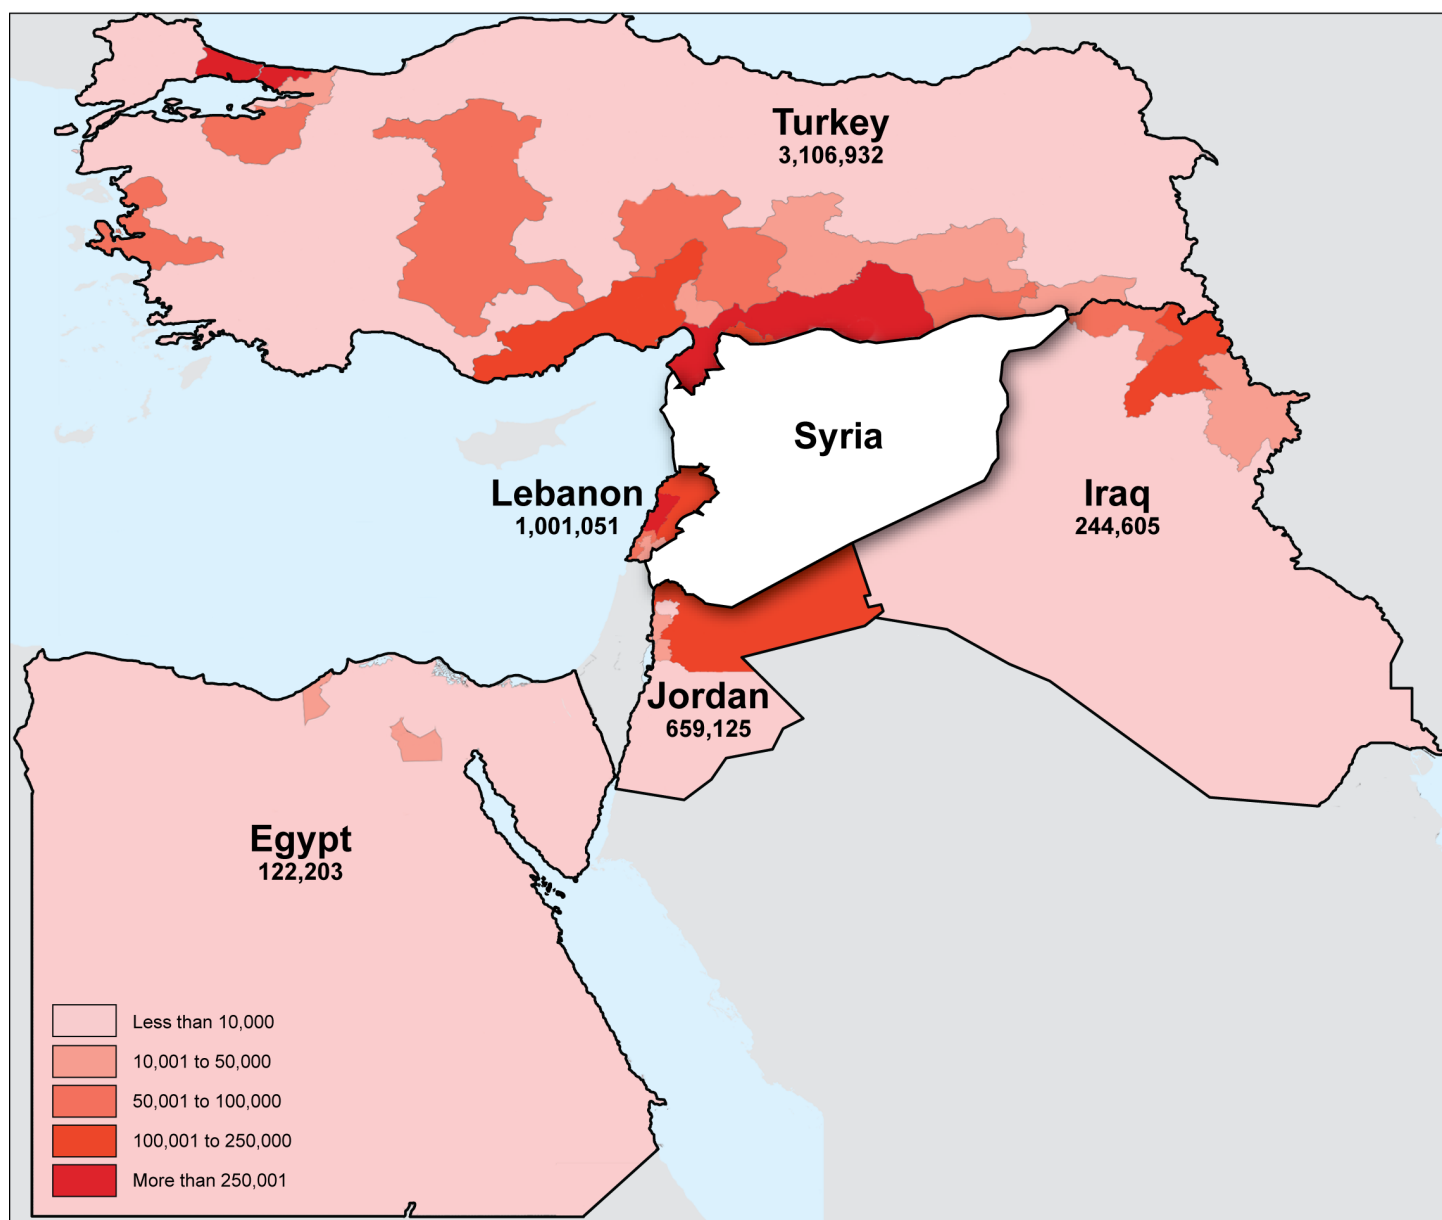 Turkey
3,106,932
Syria
Lebanon
1,001,051
Iraq
244,605
Jordan
659,125
Egypt
122,203
Less than 10,000
10,001 to 50,000
50,001 to 100,000
100,001 to 250,000
More than 250,001